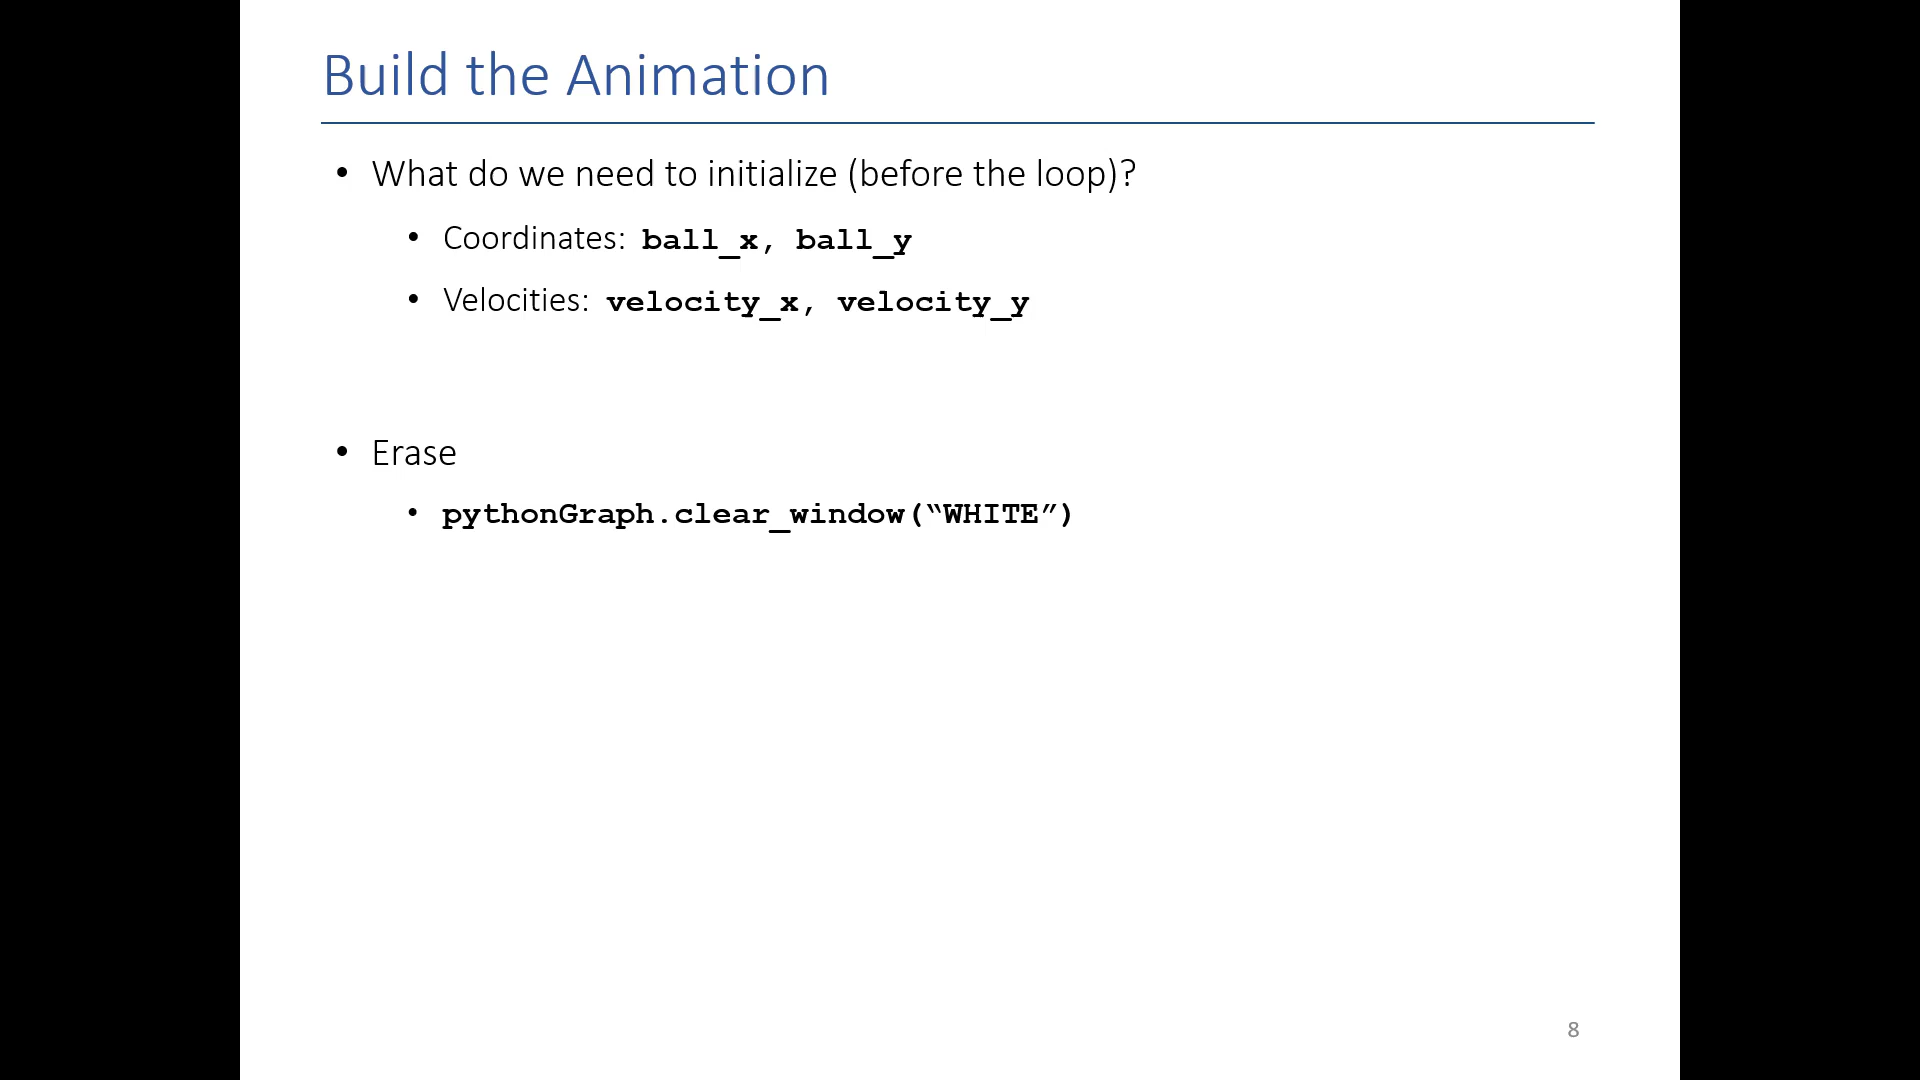 Build the Animation
• What do we need to initialize (before the loop)?
• Coordinates: ball_x, ball_y
• Velocities: velocity_x, velocity_y
• Erase
• pythonGraph.clear_window(“WHITE”)
8